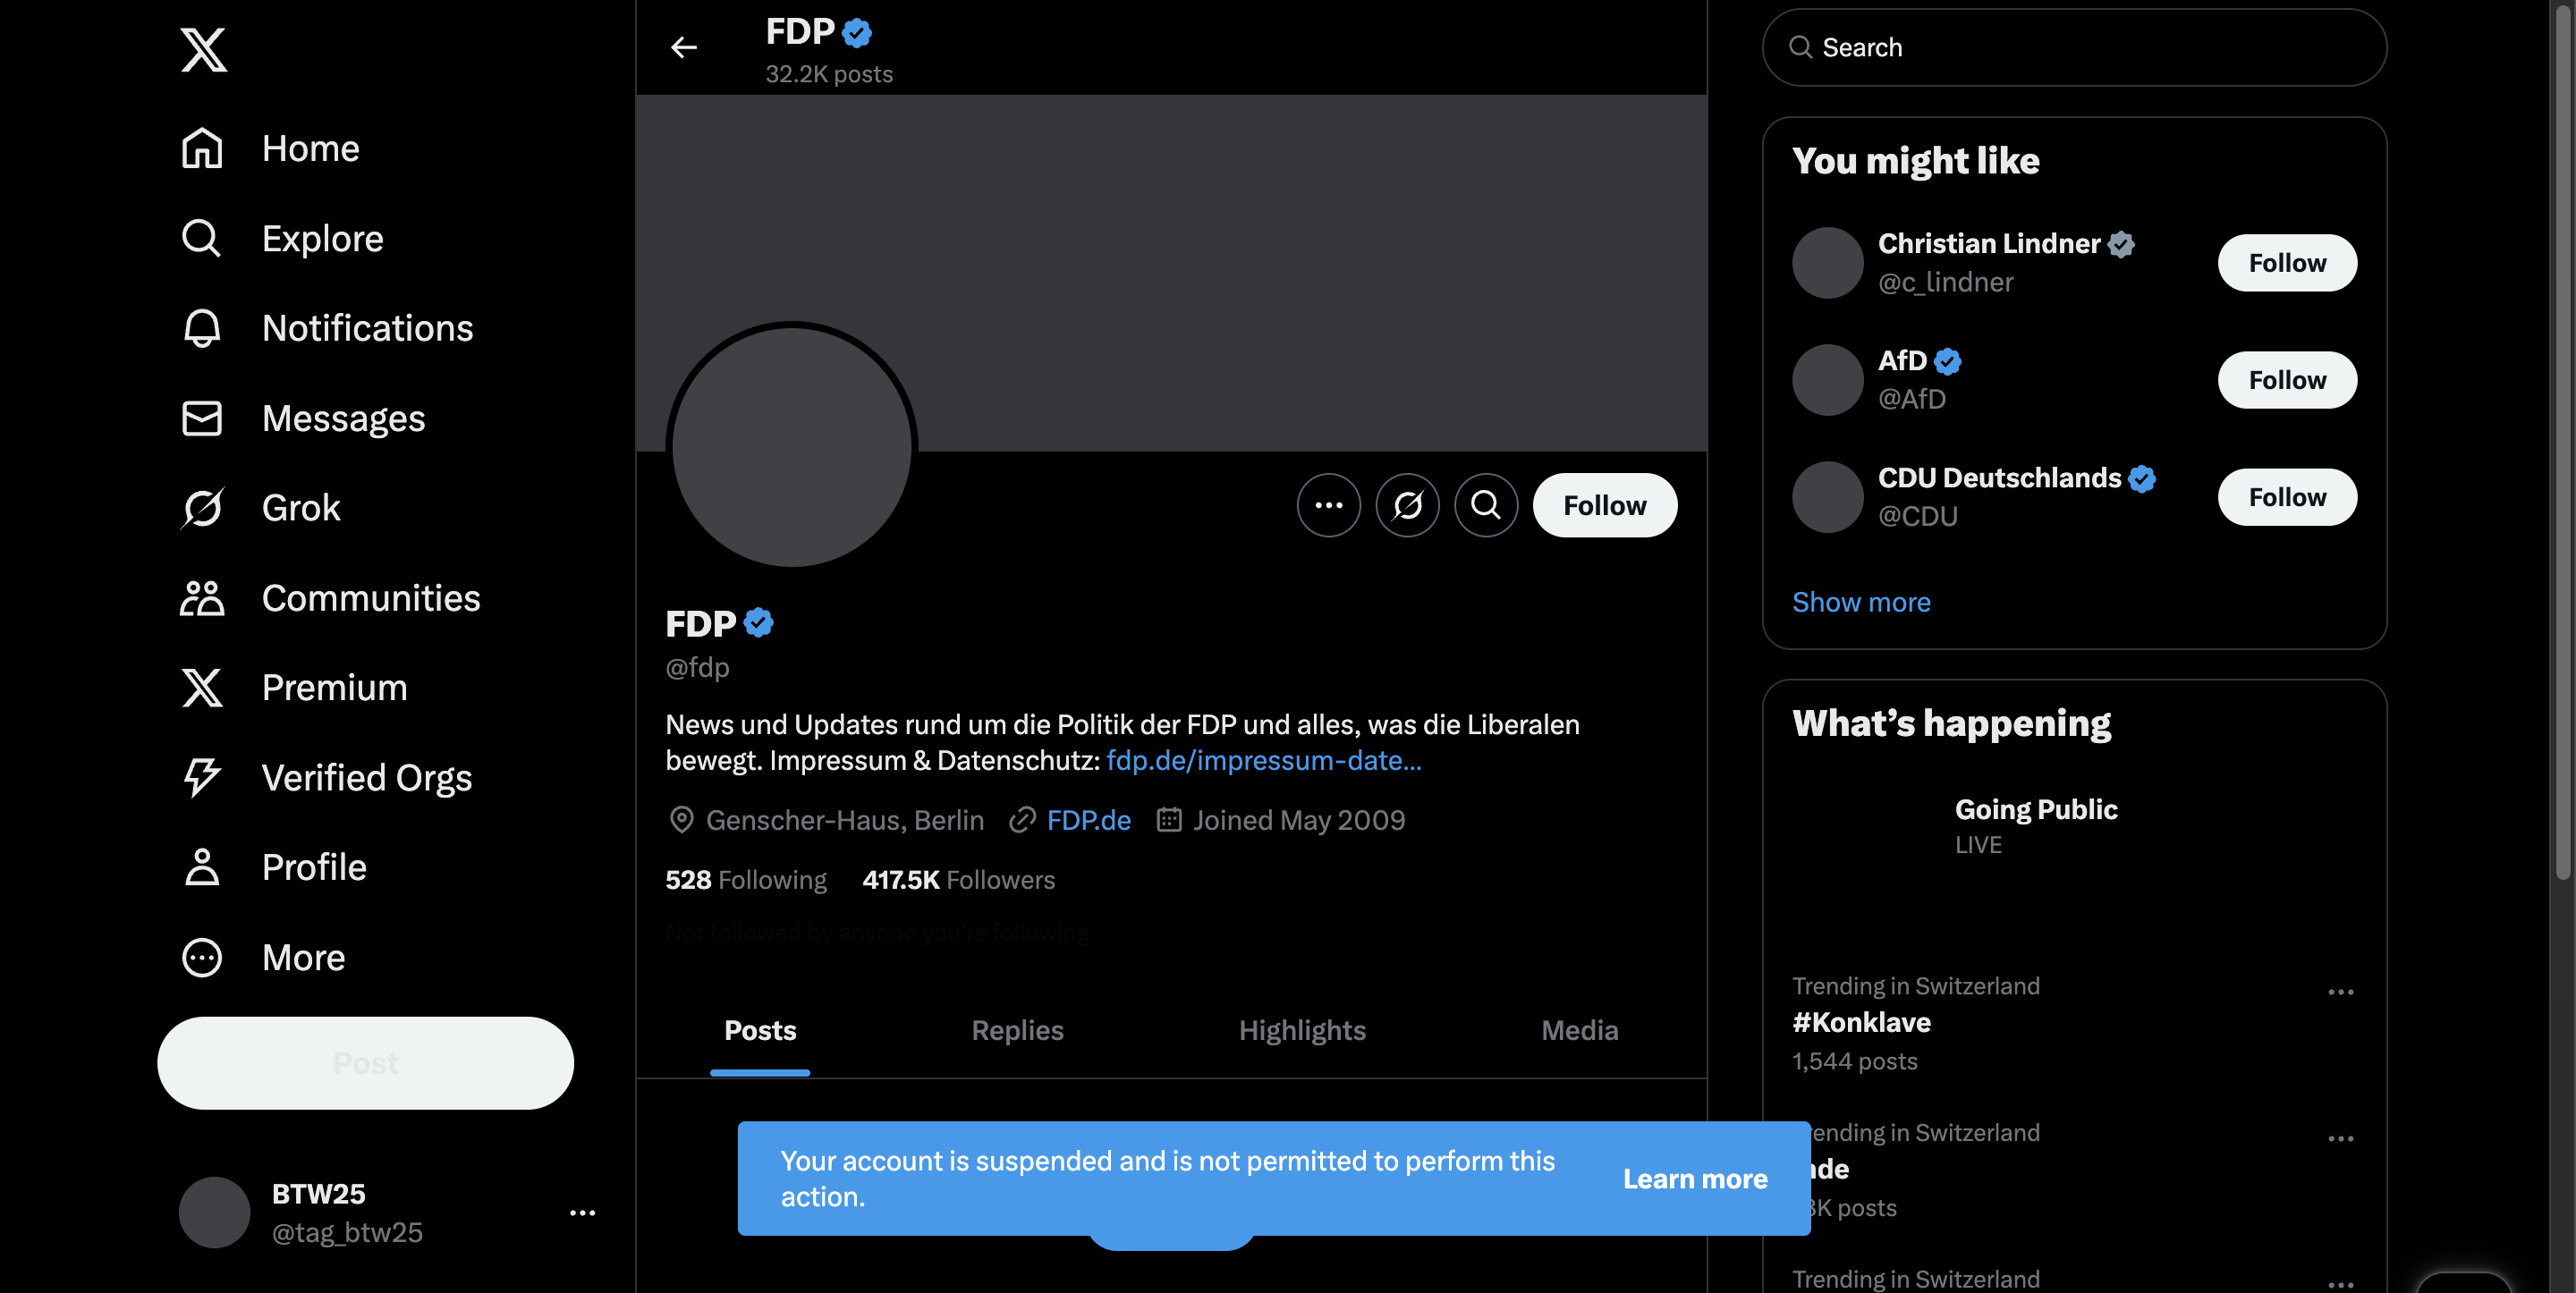 Home
Explore
Notifications
Messages
Grok
Communities
Premium
Verified Orgs
Profile
More
Post
BTW25
@tag_btw25
FDP
32.2K posts
Follow
FDP
@fdp
News und Updates rund um die Politik der FDP und alles, was die Liberalen
bewegt. Impressum & Datenschutz: fdp.de/impressum-date…
Genscher-Haus, Berlin FDP.de Joined May 2009
528 Following 417.5K Followers
Not followed by anyone you're following
Posts Replies Highlights Media
Your account is suspended and is not permitted to perform this
action.
Learn more
Search
You might like
Christian Lindner
@c_lindner
Follow
AfD
@AfD
Follow
CDU Deutschlands
@CDU
Follow
Show more
What's happening
Going Public
LIVE
Trending in Switzerland
#Konklave
1,544 posts
in Switzerland
posts
Trending in Switzerland